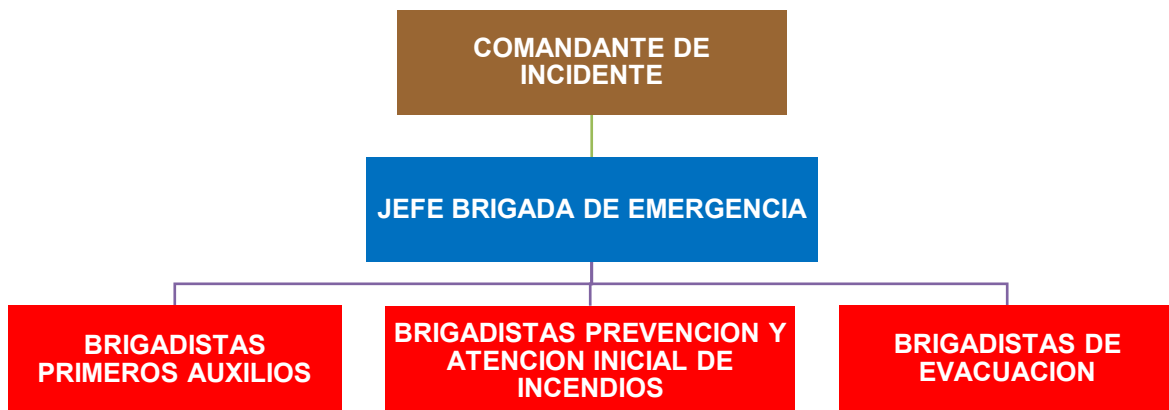 COMANDANTE DE
INCIDENTE
JEFE BRIGADA DE EMERGENCIA
BRIGADISTAS
PRIMEROS AUXILIOS
BRIGADISTAS PREVENCION Y
ATENCION INICIAL DE
INCENDIOS
BRIGADISTAS DE
EVACUACION